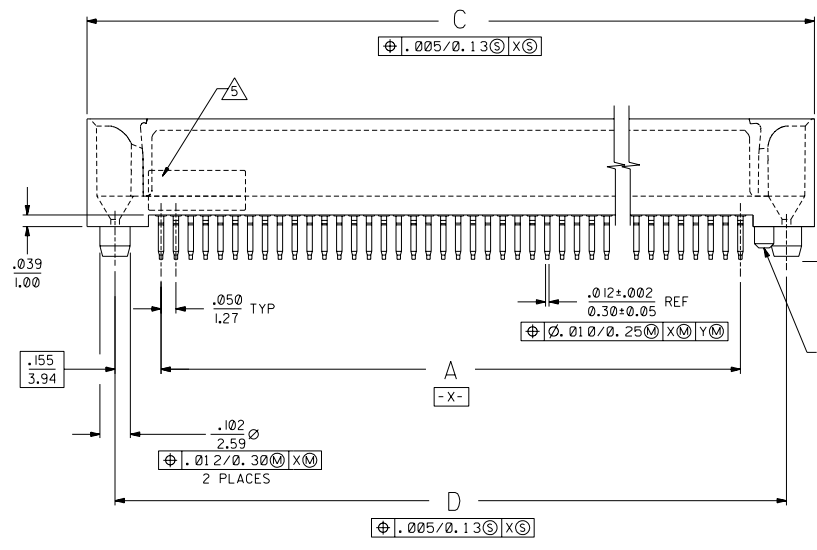 C
⌖ .005/0.13Ⓢ XⓈ
5
.039
1.00
.050
1.27 TYP
.012±.002
0.30±0.05 REF
⌖ Ø.010/0.25Ⓜ XⓂ YⓂ
.155
3.94
A
-X-
.102
2.59 Ø
⌖ .012/0.30Ⓜ XⓂ
2 PLACES
D
⌖ .005/0.13Ⓢ XⓈ